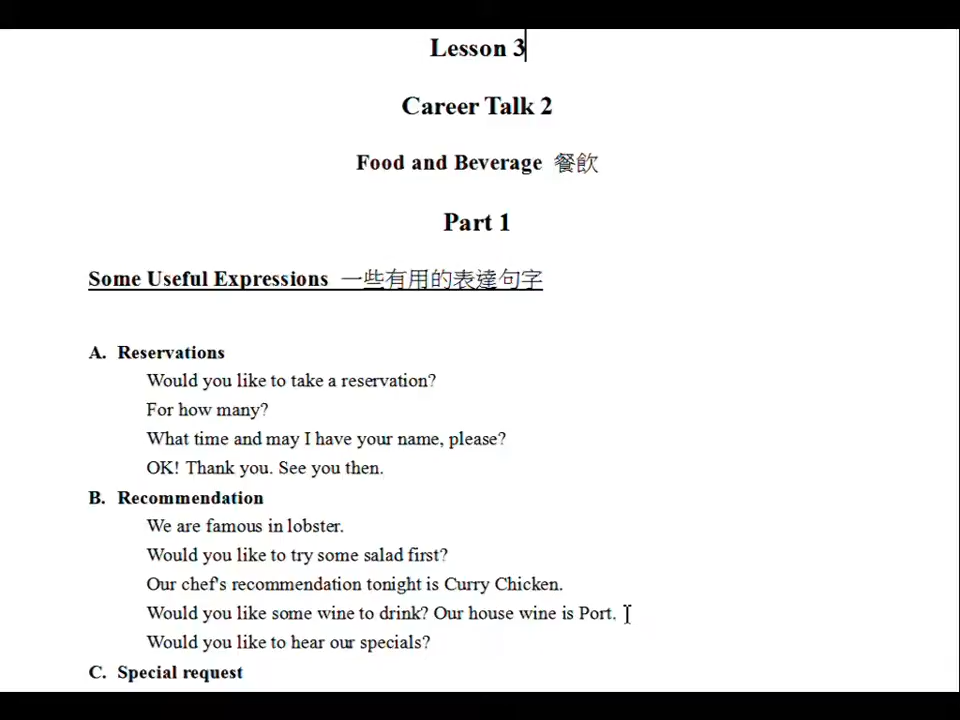 Lesson 3
Career Talk 2
Food and Beverage 餐飲
Part 1
Some Useful Expressions 一些有用的表達句字
A. Reservations
Would you like to take a reservation?
For how many?
What time and may I have your name, please?
OK! Thank you. See you then.
B. Recommendation
We are famous in lobster.
Would you like to try some salad first?
Our chef's recommendation tonight is Curry Chicken.
Would you like some wine to drink? Our house wine is Port.
Would you like to hear our specials?
C. Special request